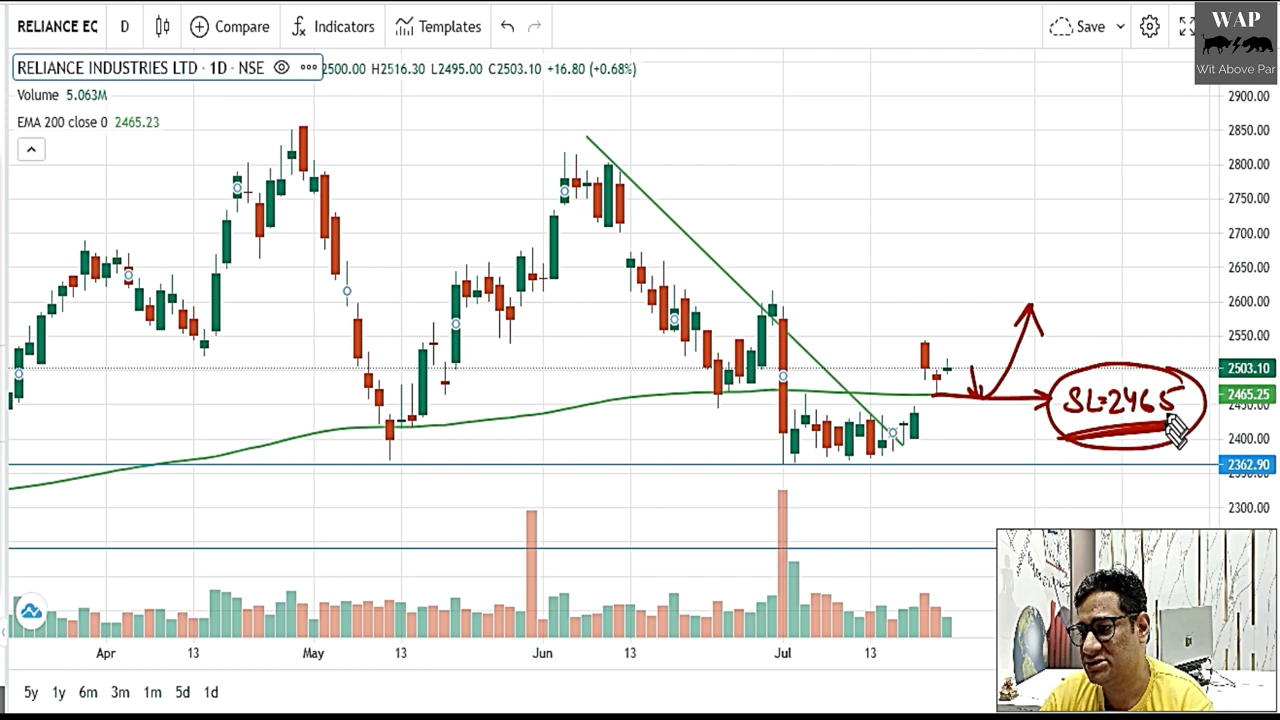 RELIANCE EQ D Compare Indicators Templates Save
WAP
Wit Above Par
RELIANCE INDUSTRIES LTD · 1D · NSE 2500.00 H2516.30 L2495.00 C2503.10 +16.80 (+0.68%)
Volume 5.063M
EMA 200 close 0 2465.23
2900.00
2850.00
2800.00
2750.00
2700.00
2650.00
2600.00
2550.00
2503.10
2465.25
SL=2465
2400.00
2362.90
2300.00
Apr 13 May 13 Jun 13 Jul 13
5y 1y 6m 3m 1m 5d 1d